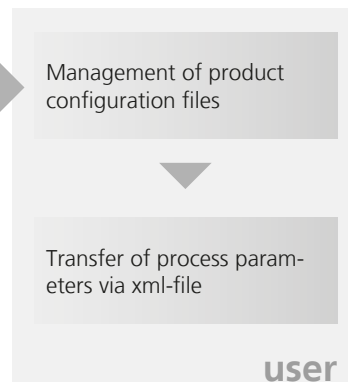 Management of product
configuration files
Transfer of process param-
eters via xml-file
user